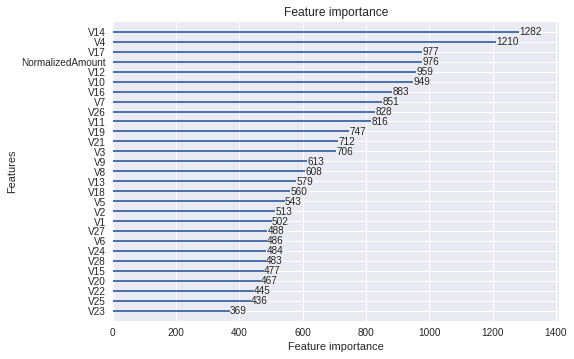 Feature importance
Features
V14 1282
V4 1210
V17 977
NormalizedAmount 976
V12 959
V10 949
V16 883
V7 851
V26 828
V11 816
V19 747
V21 712
V3 706
V9 613
V8 608
V13 579
V18 560
V5 543
V2 513
V1 502
V27 488
V6 486
V24 484
V28 483
V15 477
V20 467
V22 445
V25 436
V23 369
0 200 400 600 800 1000 1200 1400
Feature importance